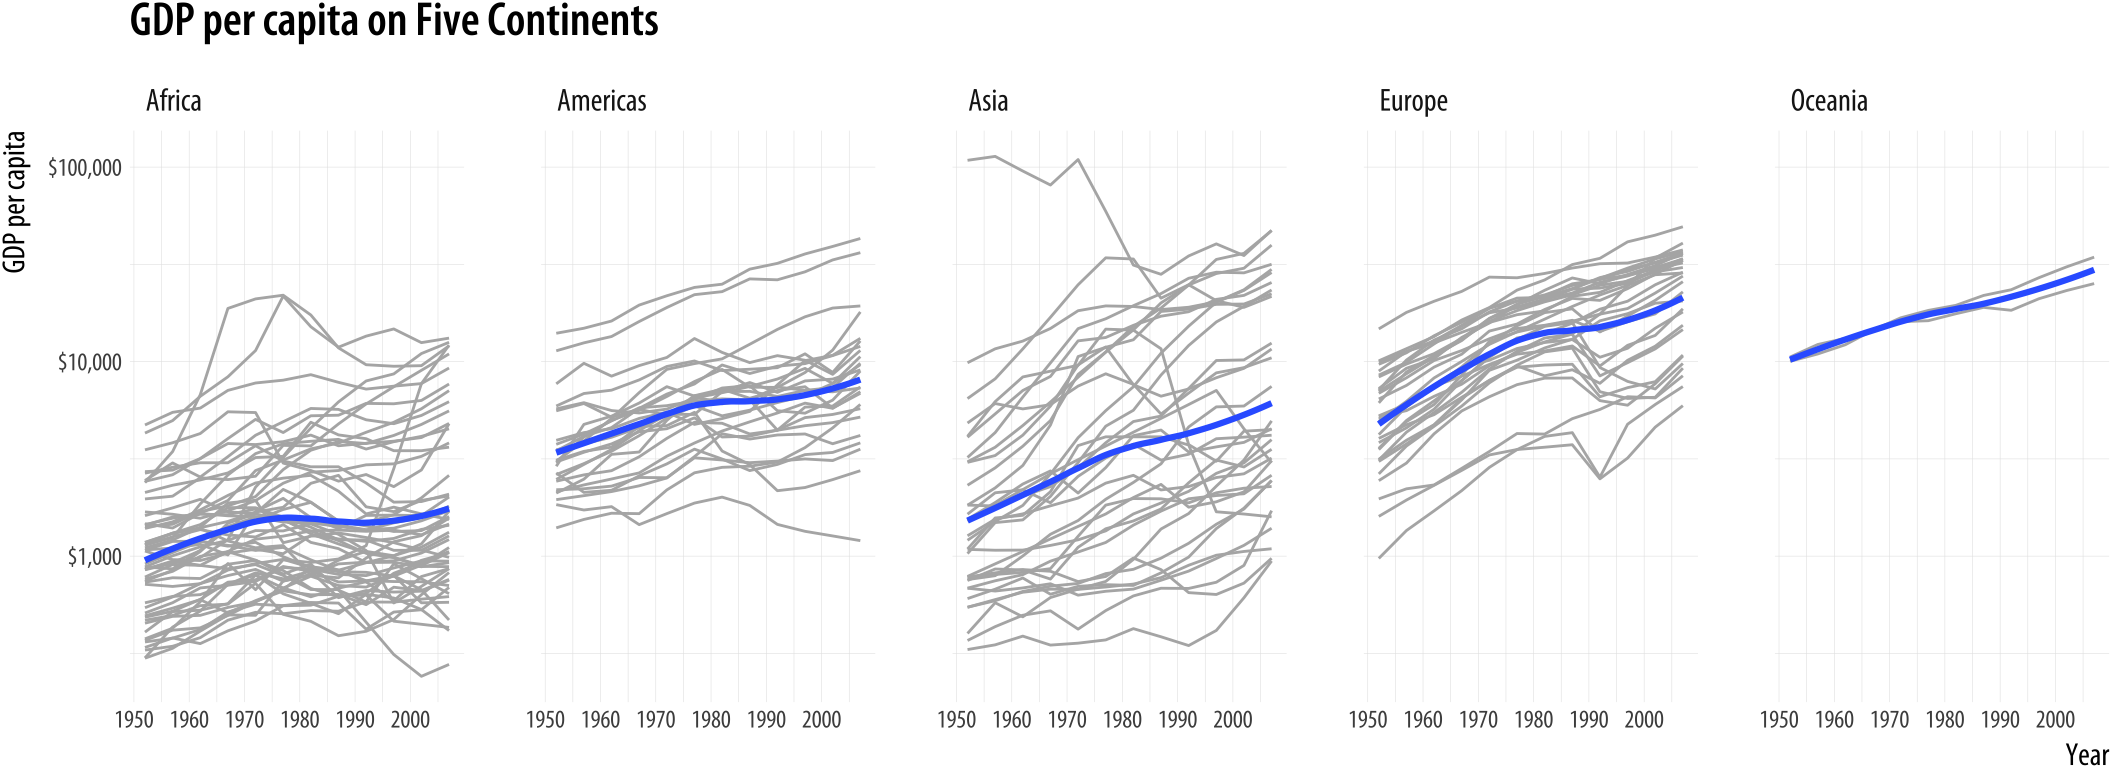 GDP per capita on Five Continents
Africa Americas Asia Europe Oceania
GDP per capita
$100,000
$10,000
$1,000
1950 1960 1970 1980 1990 2000 1950 1960 1970 1980 1990 2000 1950 1960 1970 1980 1990 2000 1950 1960 1970 1980 1990 2000 1950 1960 1970 1980 1990 2000
Year